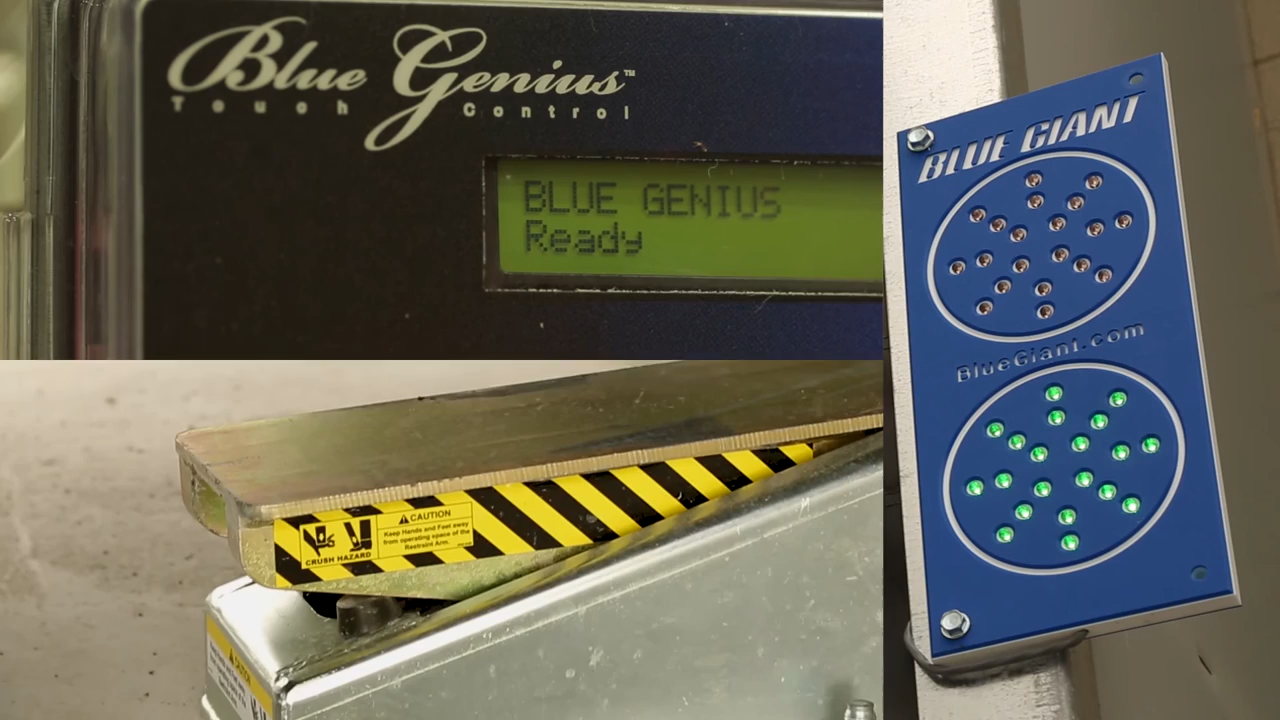 Blue Genius™
Touch Control
BLUE GENIUS
Ready
BLUE GIANT
BlueGiant.com
CAUTION
Keep Hands and Feet away
from operating space of the
Restraint Arm.
CRUSH HAZARD
CAUTION